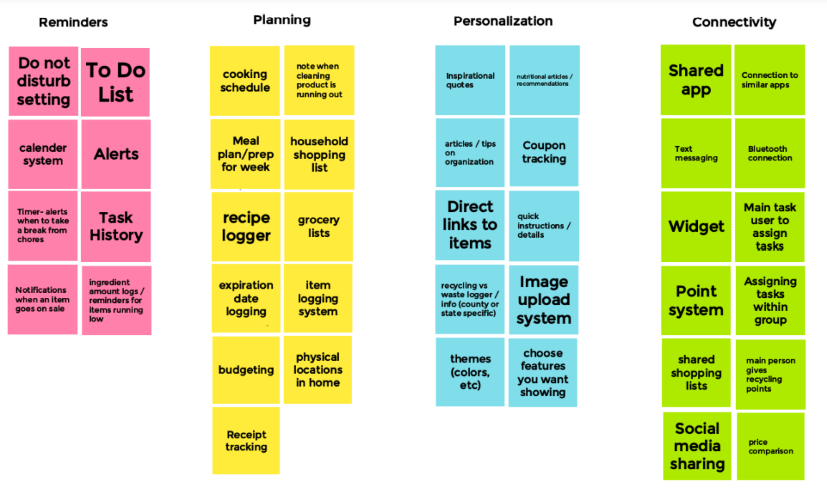 Reminders
Do not
disturb
setting
To Do
List
calender
system
Alerts
Timer- alerts
when to take
a break from
chores
Task
History
Notifications
when an item
goes on sale
ingredient
amount logs /
reminders for
items running
low
Planning
cooking
schedule
note when
cleaning
product is
running out
Meal
plan/prep
for week
household
shopping
list
recipe
logger
grocery
lists
expiration
date
logging
item
logging
system
budgeting
physical
locations
in home
Receipt
tracking
Personalization
Inspirational
quotes
nutritional articles /
recommendations
articles / tips
on
organization
Coupon
tracking
Direct
links to
items
quick
instructions /
details
recycling vs
waste logger /
info (county or
state specific)
Image
upload
system
themes
(colors,
etc)
choose
features
you want
showing
Connectivity
Shared
app
Connection to
similar apps
Text
messaging
Bluetooth
connection
Widget
Main task
user to
assign
tasks
Point
system
Assigning
tasks
within
group
shared
shopping
lists
main person
gives
recycling
points
Social
media
sharing
price
comparison